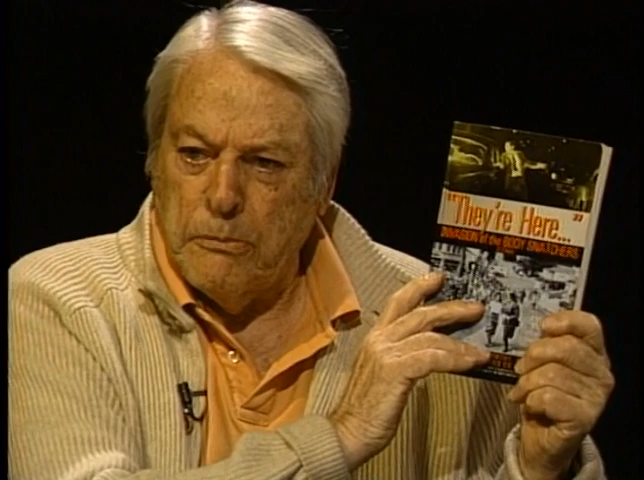 "They're Here..."
INVASION of the BODY SNATCHERS